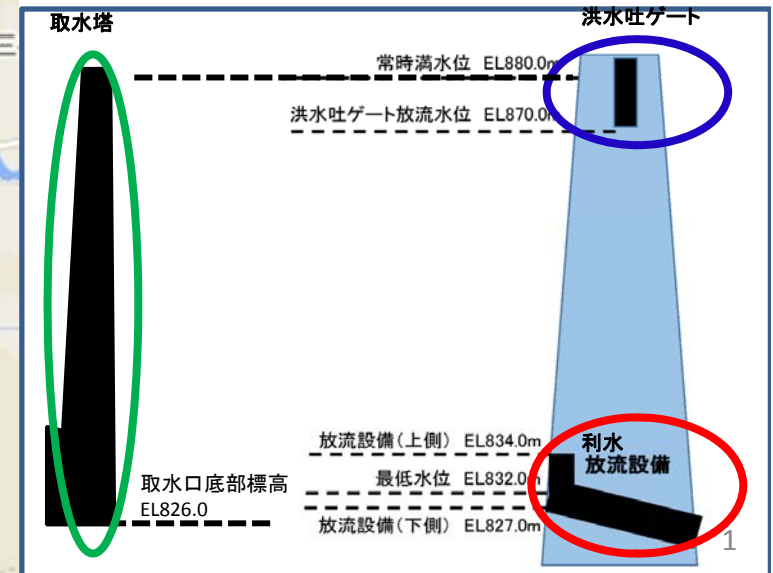 取水塔
洪水吐ゲート
常時満水位 EL880.0m
洪水吐ゲート放流水位 EL870.0m
放流設備(上側) EL834.0m
利水
放流設備
最低水位 EL832.0m
取水口底部標高
EL826.0
放流設備(下側) EL827.0m
1